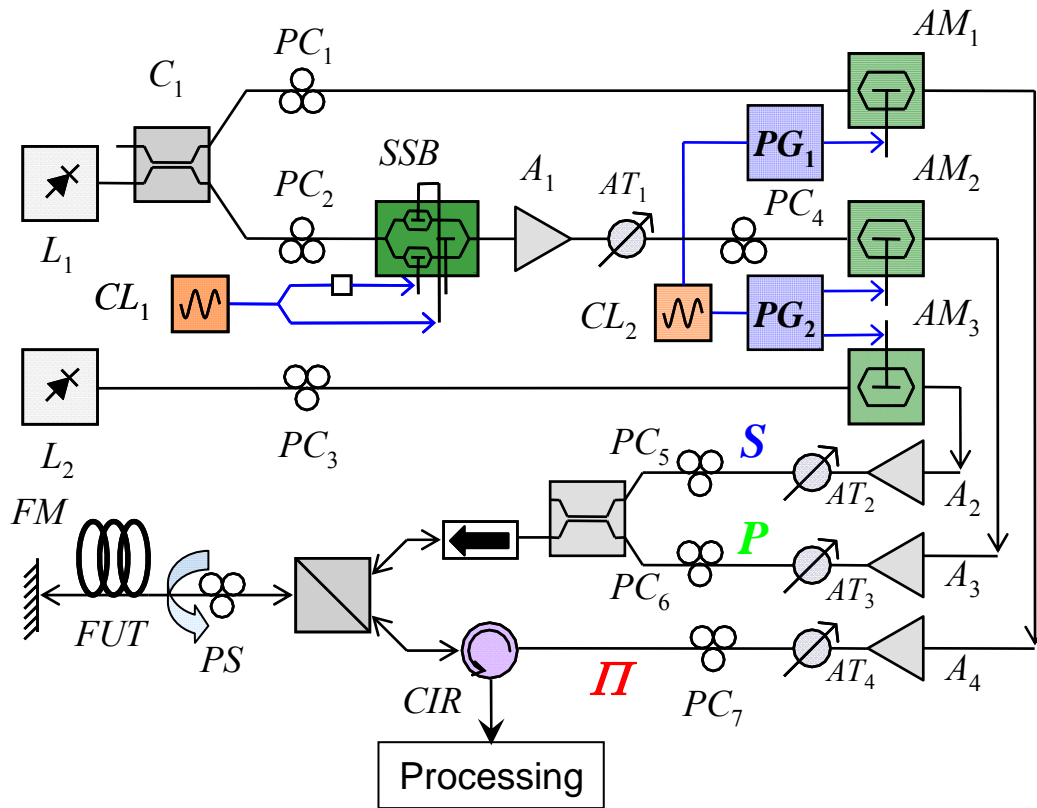 AM₁
PC₁
C₁
PG₁
SSB
A₁
AT₁
AM₂
PC₂
PC₄
L₁
CL₁
CL₂
PG₂
AM₃
L₂
PC₃
PC₅
S
AT₂
A₂
FM
P
PC₆
AT₃
A₃
FUT
PS
CIR
Π
PC₇
AT₄
A₄
Processing